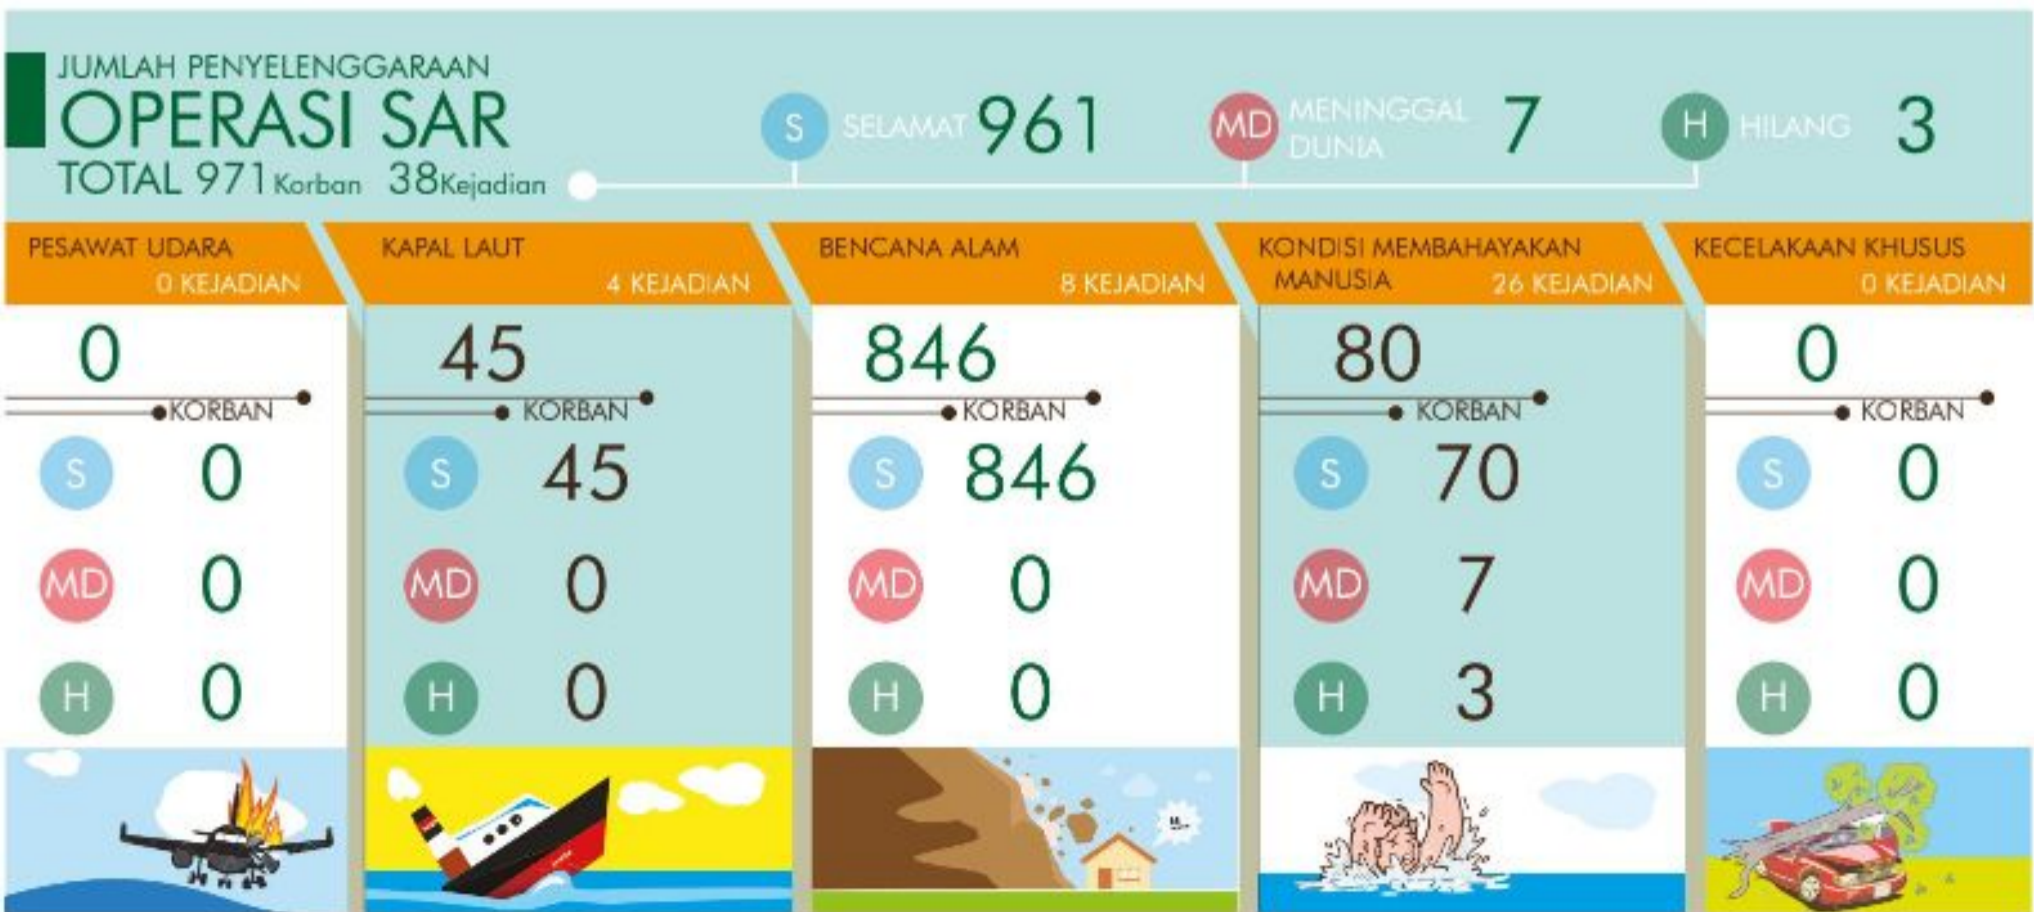 JUMLAH PENYELENGGARAAN
OPERASI SAR
TOTAL 971 Korban 38 Kejadian
S SELAMAT 961
MD MENINGGAL DUNIA 7
H HILANG 3
PESAWAT UDARA
0 KEJADIAN
0
KORBAN
S 0
MD 0
H 0
KAPAL LAUT
4 KEJADIAN
45
KORBAN
S 45
MD 0
H 0
BENCANA ALAM
8 KEJADIAN
846
KORBAN
S 846
MD 0
H 0
KONDISI MEMBAHAYAKAN
MANUSIA 26 KEJADIAN
80
KORBAN
S 70
MD 7
H 3
KECELAKAAN KHUSUS
0 KEJADIAN
0
KORBAN
S 0
MD 0
H 0